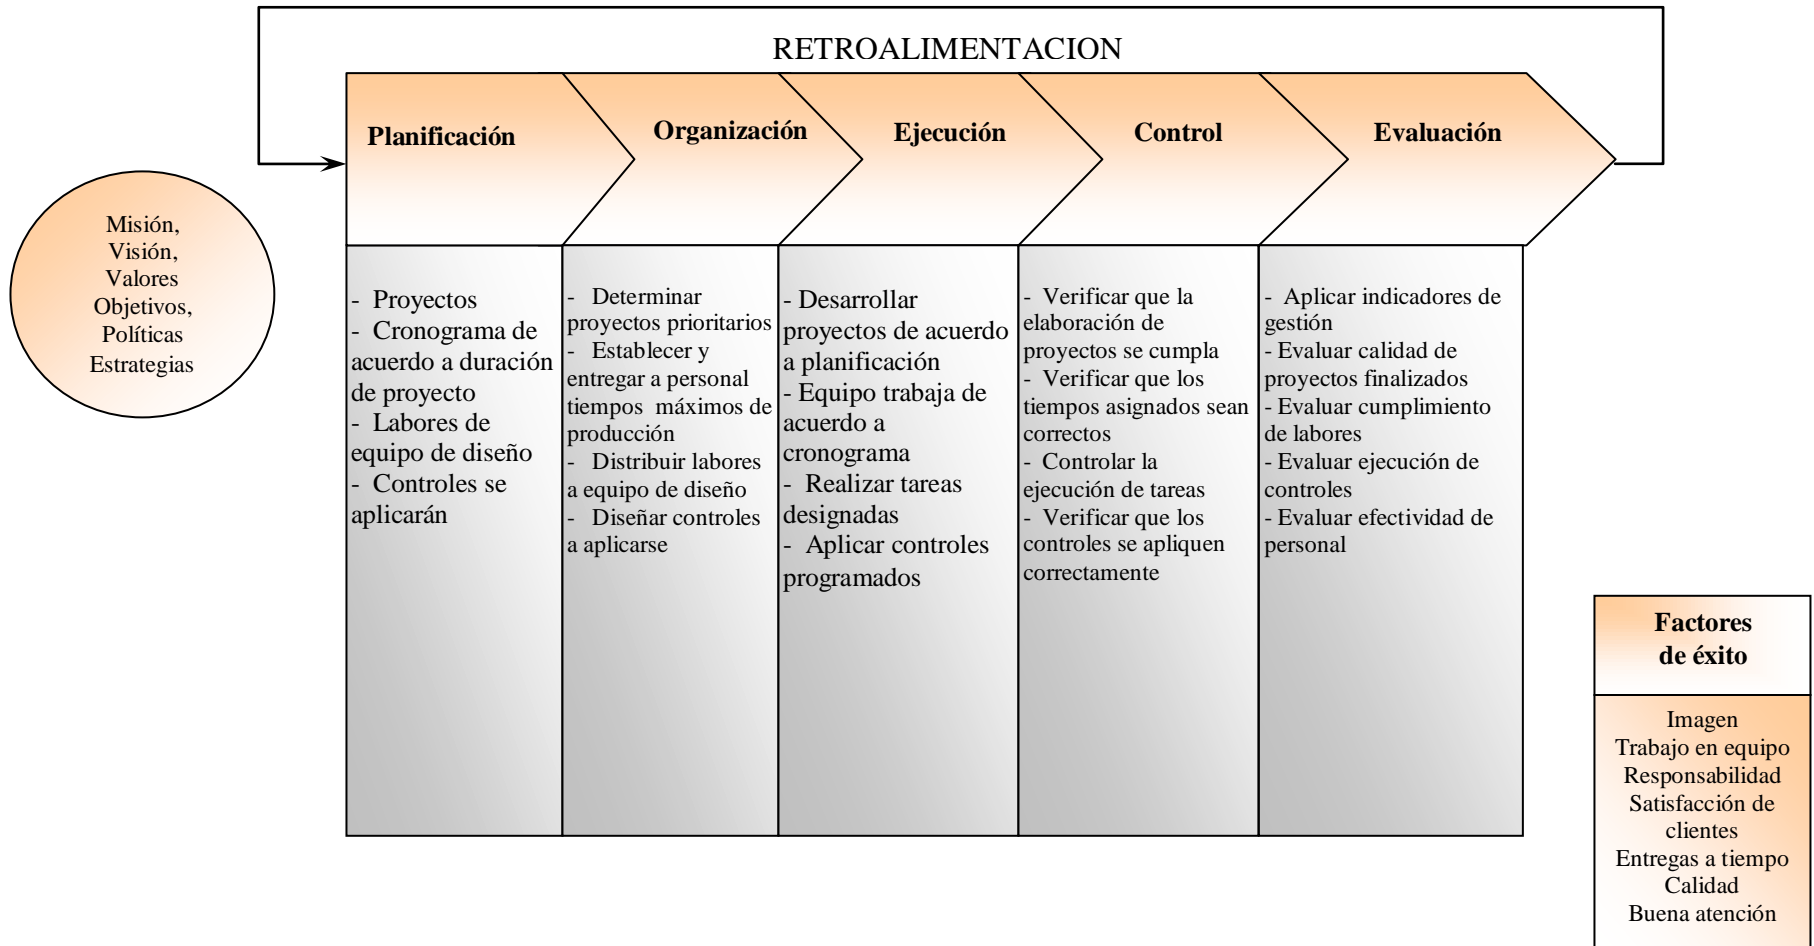 RETROALIMENTACION
Planificación
Organización
Ejecución
Control
Evaluación
Misión,
Visión,
Valores
Objetivos,
Políticas
Estrategias
- Proyectos
- Cronograma de
acuerdo a duración
de proyecto
- Labores de
equipo de diseño
- Controles se
aplicarán
- Determinar
proyectos prioritarios
- Establecer y
entregar a personal
tiempos máximos de
producción
- Distribuir labores
a equipo de diseño
- Diseñar controles
a aplicarse
- Desarrollar
proyectos de acuerdo
a planificación
- Equipo trabaja de
acuerdo a
cronograma
- Realizar tareas
designadas
- Aplicar controles
programados
- Verificar que la
elaboración de
proyectos se cumpla
- Verificar que los
tiempos asignados sean
correctos
- Controlar la
ejecución de tareas
- Verificar que los
controles se apliquen
correctamente
- Aplicar indicadores de
gestión
- Evaluar calidad de
proyectos finalizados
- Evaluar cumplimiento
de labores
- Evaluar ejecución de
controles
- Evaluar efectividad de
personal
Factores
de éxito
Imagen
Trabajo en equipo
Responsabilidad
Satisfacción de
clientes
Entregas a tiempo
Calidad
Buena atención